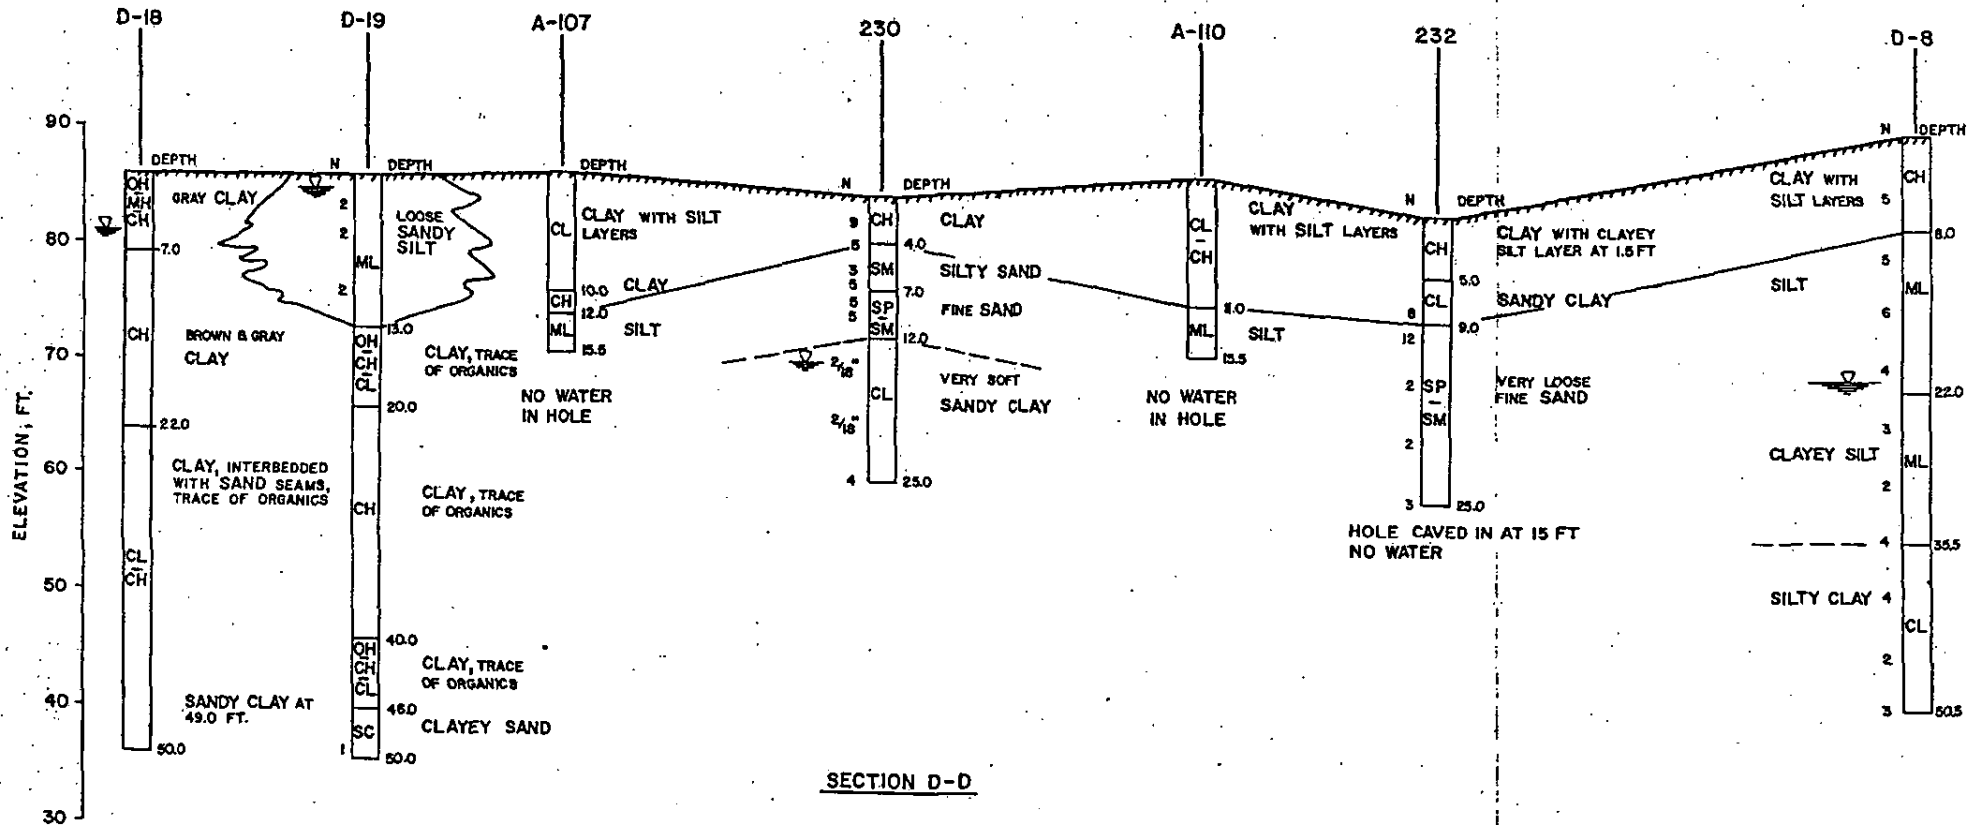 D-18
D-19
A-107
230
A-110
232
D-8
ELEVATION, FT.
90
80
70
60
50
40
30
DEPTH
OH
MH
CH
GRAY CLAY
7.0
CH
BROWN & GRAY
CLAY
22.0
CLAY, INTERBEDDED
WITH SAND SEAMS,
TRACE OF ORGANICS
CL
CH
SANDY CLAY AT
49.0 FT.
50.0
N
DEPTH
2
2
2
ML
LOOSE
SANDY
SILT
13.0
OH
CH
CL
CLAY, TRACE
OF ORGANICS
20.0
CH
CLAY, TRACE
OF ORGANICS
40.0
OH
CH
CL
CLAY, TRACE
OF ORGANICS
46.0
SC
CLAYEY SAND
1
50.0
DEPTH
CL
CLAY WITH SILT
LAYERS
10.0
CH
CLAY
12.0
ML
SILT
15.5
NO WATER
IN HOLE
N
DEPTH
9
CH
CLAY
5
4.0
3
SM
SILTY SAND
5
7.0
5
5
SP
SM
FINE SAND
12.0
2/18"
CL
VERY SOFT
SANDY CLAY
2/18"
4
25.0
CL
CH
CLAY
WITH SILT LAYERS
11.0
ML
SILT
15.5
NO WATER
IN HOLE
N
DEPTH
CH
CLAY WITH CLAYEY
SILT LAYER AT 1.5 FT
5.0
CL
SANDY CLAY
8
9.0
12
2
SP
SM
VERY LOOSE
FINE SAND
2
3
25.0
HOLE CAVED IN AT 15 FT
NO WATER
N
DEPTH
CLAY WITH
SILT LAYERS
CH
5
8.0
5
SILT
ML
6
4
22.0
3
CLAYEY SILT
ML
2
4
35.5
SILTY CLAY
4
CL
2
3
50.5
SECTION D-D